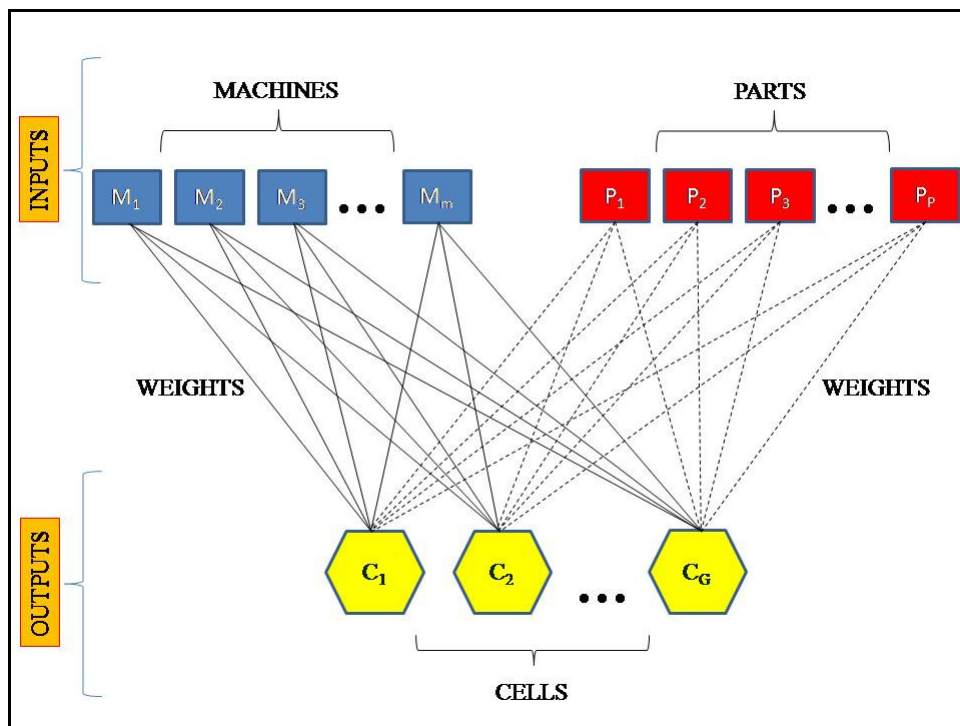 MACHINES
PARTS
INPUTS
M1 M2 M3 ••• Mm
P1 P2 P3 ••• PP
WEIGHTS
WEIGHTS
OUTPUTS
C1 C2 ••• CG
CELLS